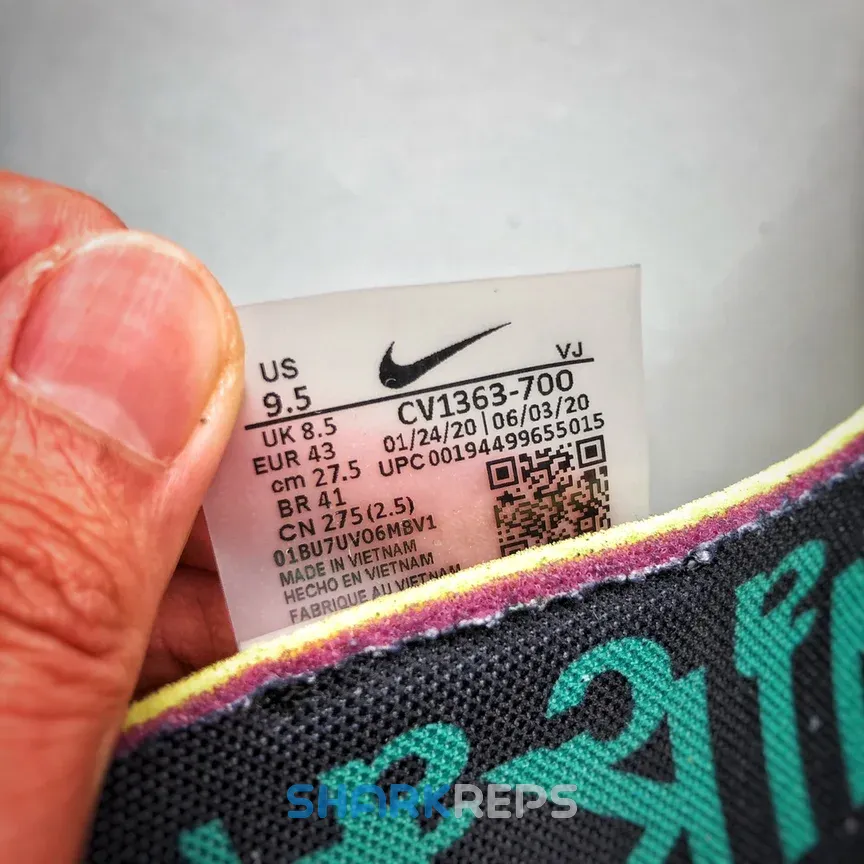 US
9.5
VJ
UK 8.5
EUR 43
cm 27.5
BR 41
CN 275 (2.5)
01BU7UVO6M8V1
MADE IN VIETNAM
HECHO EN VIETNAM
FABRIQUE AU VIETNAM
CV1363-700
01/24/20 | 06/03/20
UPC 00194499655015
SHARKREPS